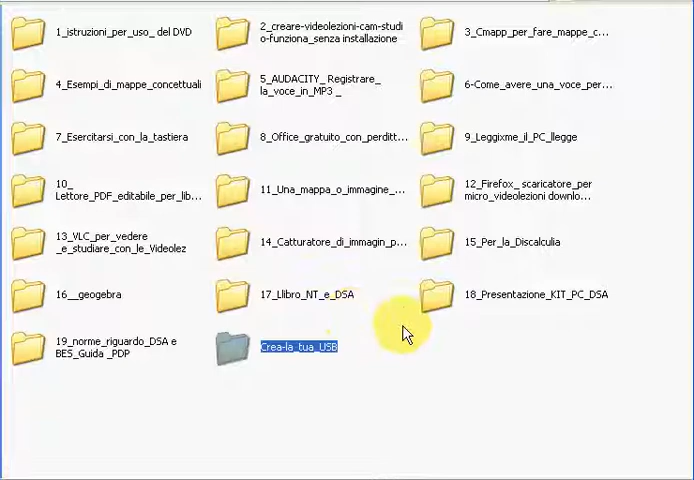 1_istruzioni_per_uso_ del DVD
2_creare-videolezioni-cam-studi
o-funziona_senza installazione
3_Cmapp_per_fare_mappe_c...
4_Esempi_di_mappe_concettuali
5_AUDACITY_ Registrare_
la_voce_in_MP3 _
6-Come_avere_una_voce_per...
7_Esercitarsi_con_la_tastiera
8_Office_gratuito_con_perditt...
9_Leggixme_il_PC_llegge
10_
Lettore_PDF_editabile_per_lib...
11_Una_mappa_o_immagine_...
12_Firefox_ scaricatore_per
micro_videolezioni downlo...
13_VLC_per_vedere
_e_studiare_con_le_Videolez
14_Catturatore_di_immagin_p...
15_Per_la_Discalculia
16__geogebra
17_Llibro_NT_e_DSA
18_Presentazione_KIT_PC_DSA
19_norme_riguardo_DSA e
BES_Guida _PDP
Crea-la_tua_USB